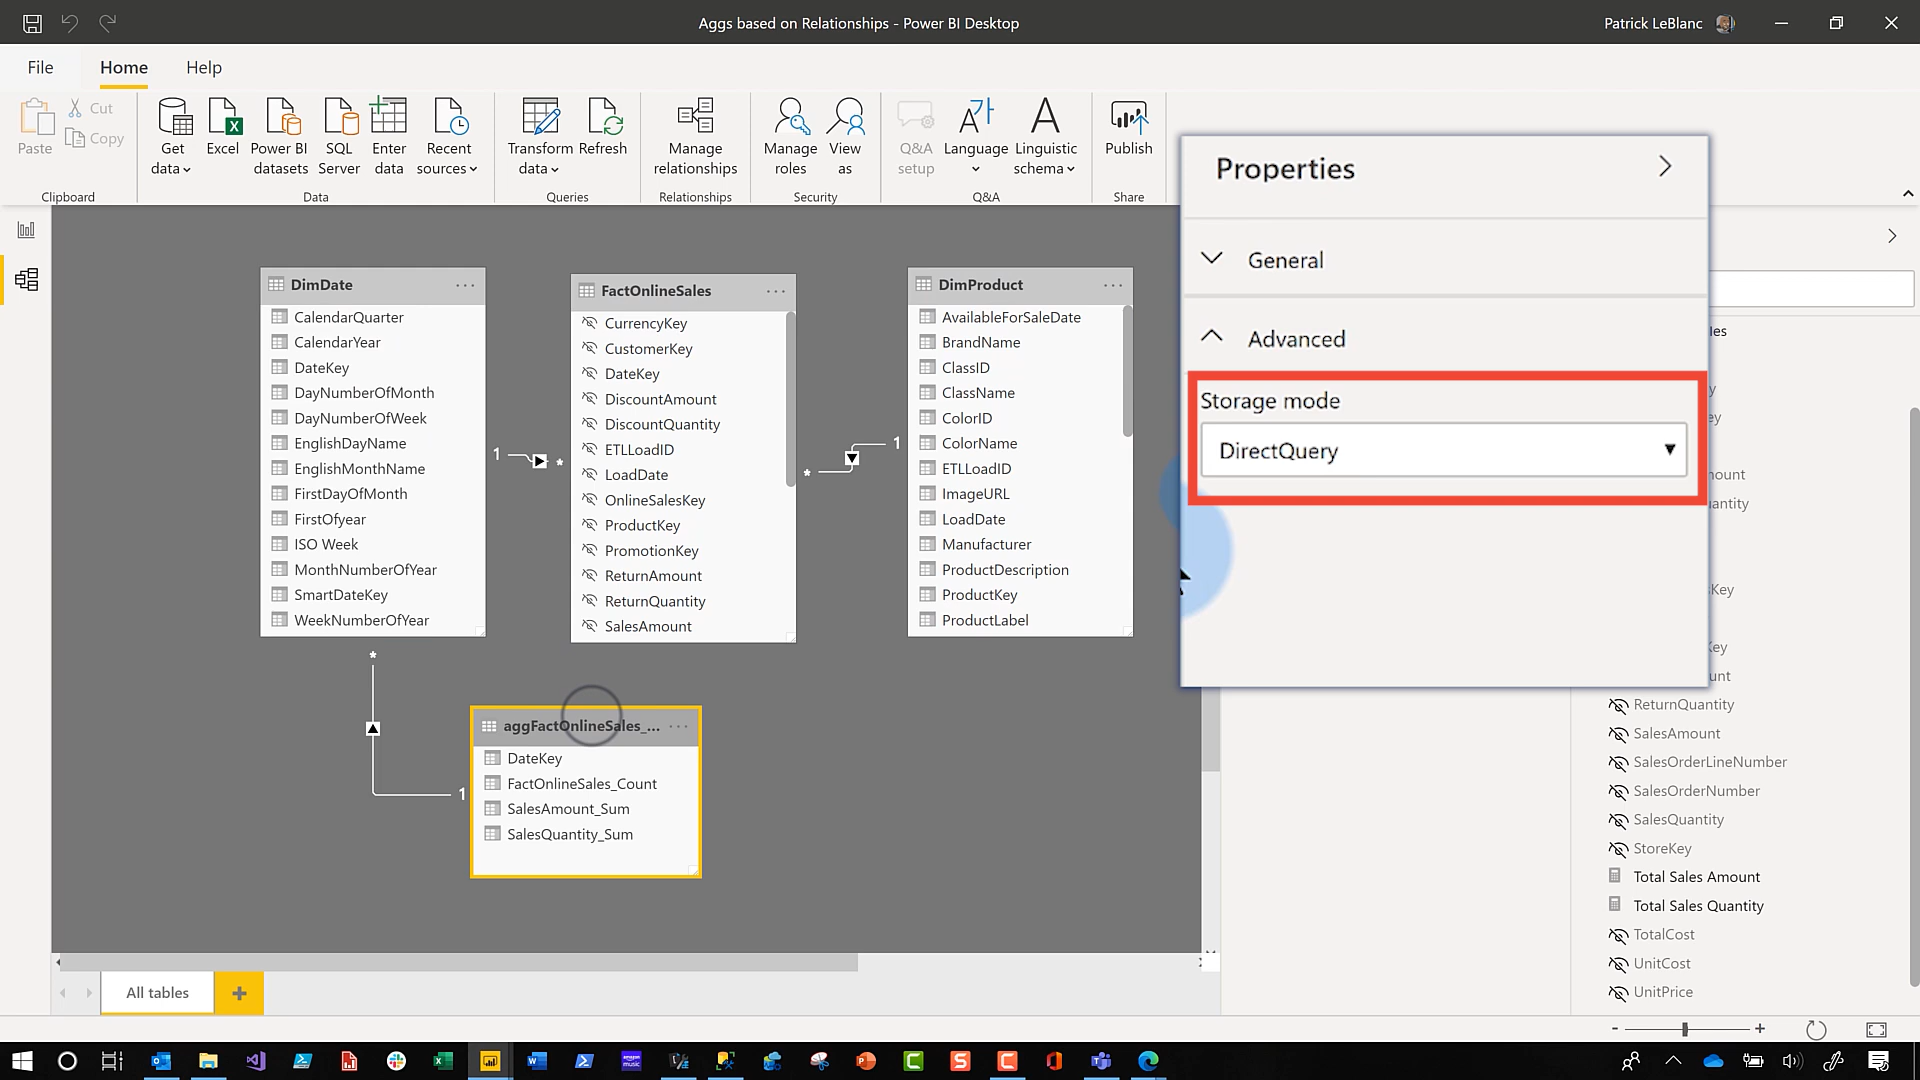 Aggs based on Relationships - Power BI Desktop
Patrick LeBlanc
File
Home
Help
Paste
Cut
Copy
Clipboard
Get
data
Excel
Power BI
datasets
SQL
Server
Enter
data
Recent
sources
Data
Transform
data
Refresh
Queries
Manage
relationships
Relationships
Manage
roles
View
as
Security
Q&A
setup
Language
Linguistic
schema
Q&A
Publish
Share
Properties
General
Advanced
Storage mode
DirectQuery
DimDate
CalendarQuarter
CalendarYear
DateKey
DayNumberOfMonth
DayNumberOfWeek
EnglishDayName
EnglishMonthName
FirstDayOfMonth
FirstOfyear
ISO Week
MonthNumberOfYear
SmartDateKey
WeekNumberOfYear
1
*
FactOnlineSales
CurrencyKey
CustomerKey
DateKey
DiscountAmount
DiscountQuantity
ETLLoadID
LoadDate
OnlineSalesKey
ProductKey
PromotionKey
ReturnAmount
ReturnQuantity
SalesAmount
*
1
DimProduct
AvailableForSaleDate
BrandName
ClassID
ClassName
ColorID
ColorName
ETLLoadID
ImageURL
LoadDate
Manufacturer
ProductDescription
ProductKey
ProductLabel
*
1
aggFactOnlineSales_...
DateKey
FactOnlineSales_Count
SalesAmount_Sum
SalesQuantity_Sum
ReturnQuantity
SalesAmount
SalesOrderLineNumber
SalesOrderNumber
SalesQuantity
StoreKey
Total Sales Amount
Total Sales Quantity
TotalCost
UnitCost
UnitPrice
All tables